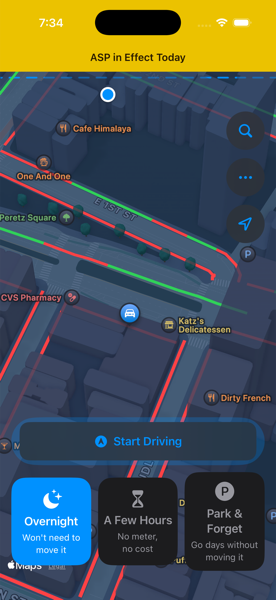 7:34
ASP in Effect Today
Cafe Himalaya
One And One
E 1ST ST
Peretz Square
P
CVS Pharmacy
Katz's
Delicatessen
Dirty French
Start Driving
Overnight
Won't need to
move it
A Few Hours
No meter,
no cost
P
Park &
Forget
Go days without
moving it
Maps